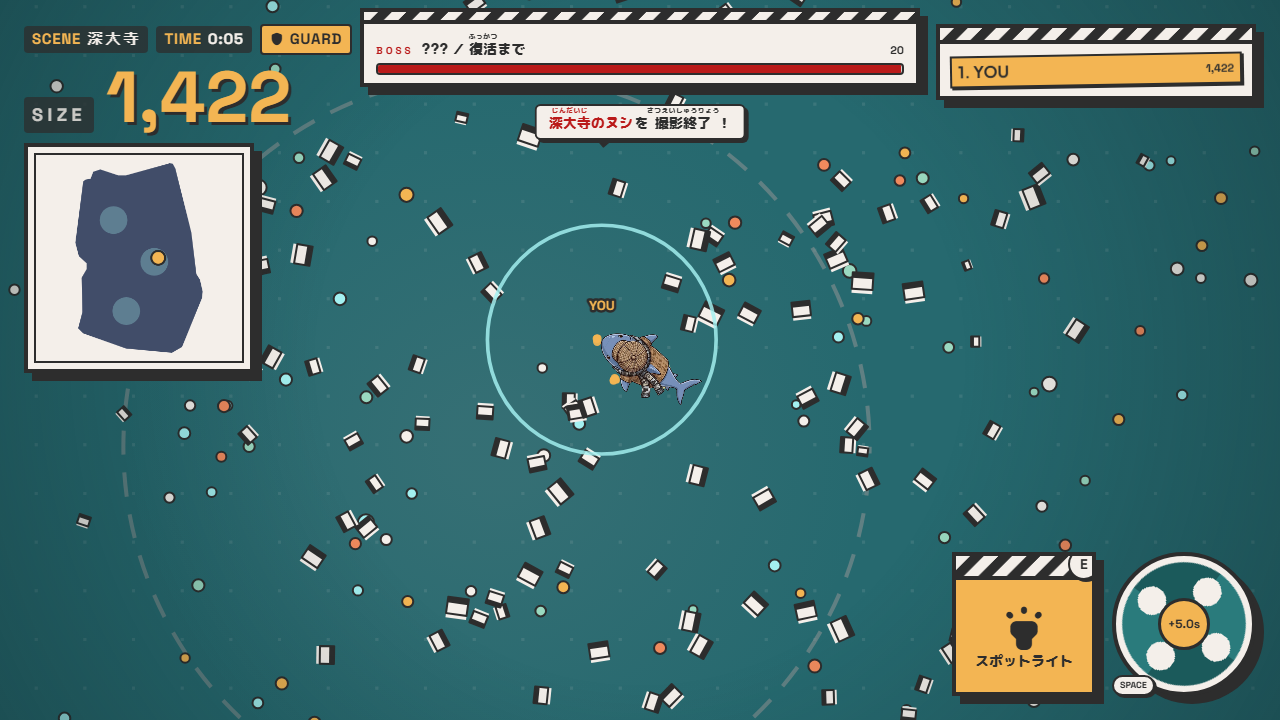 SCENE 深大寺
TIME 0:05
GUARD
SIZE 1,422
BOSS ??? / 復活まで 20
ふっかつ
1. YOU 1,422
じんだいじ さつえいしゅうりょう
深大寺のヌシを 撮影終了 !
YOU
E
スポットライト
+5.0s
SPACE